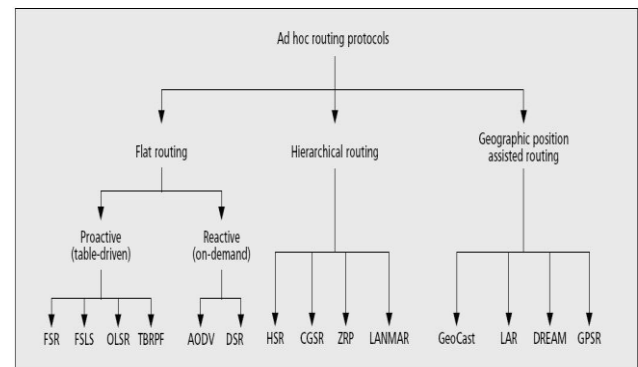 Ad hoc routing protocols
Flat routing
Hierarchical routing
Geographic position
assisted routing
Proactive
(table-driven)
Reactive
(on-demand)
FSR FSLS OLSR TBRPF AODV DSR HSR CGSR ZRP LANMAR GeoCast LAR DREAM GPSR